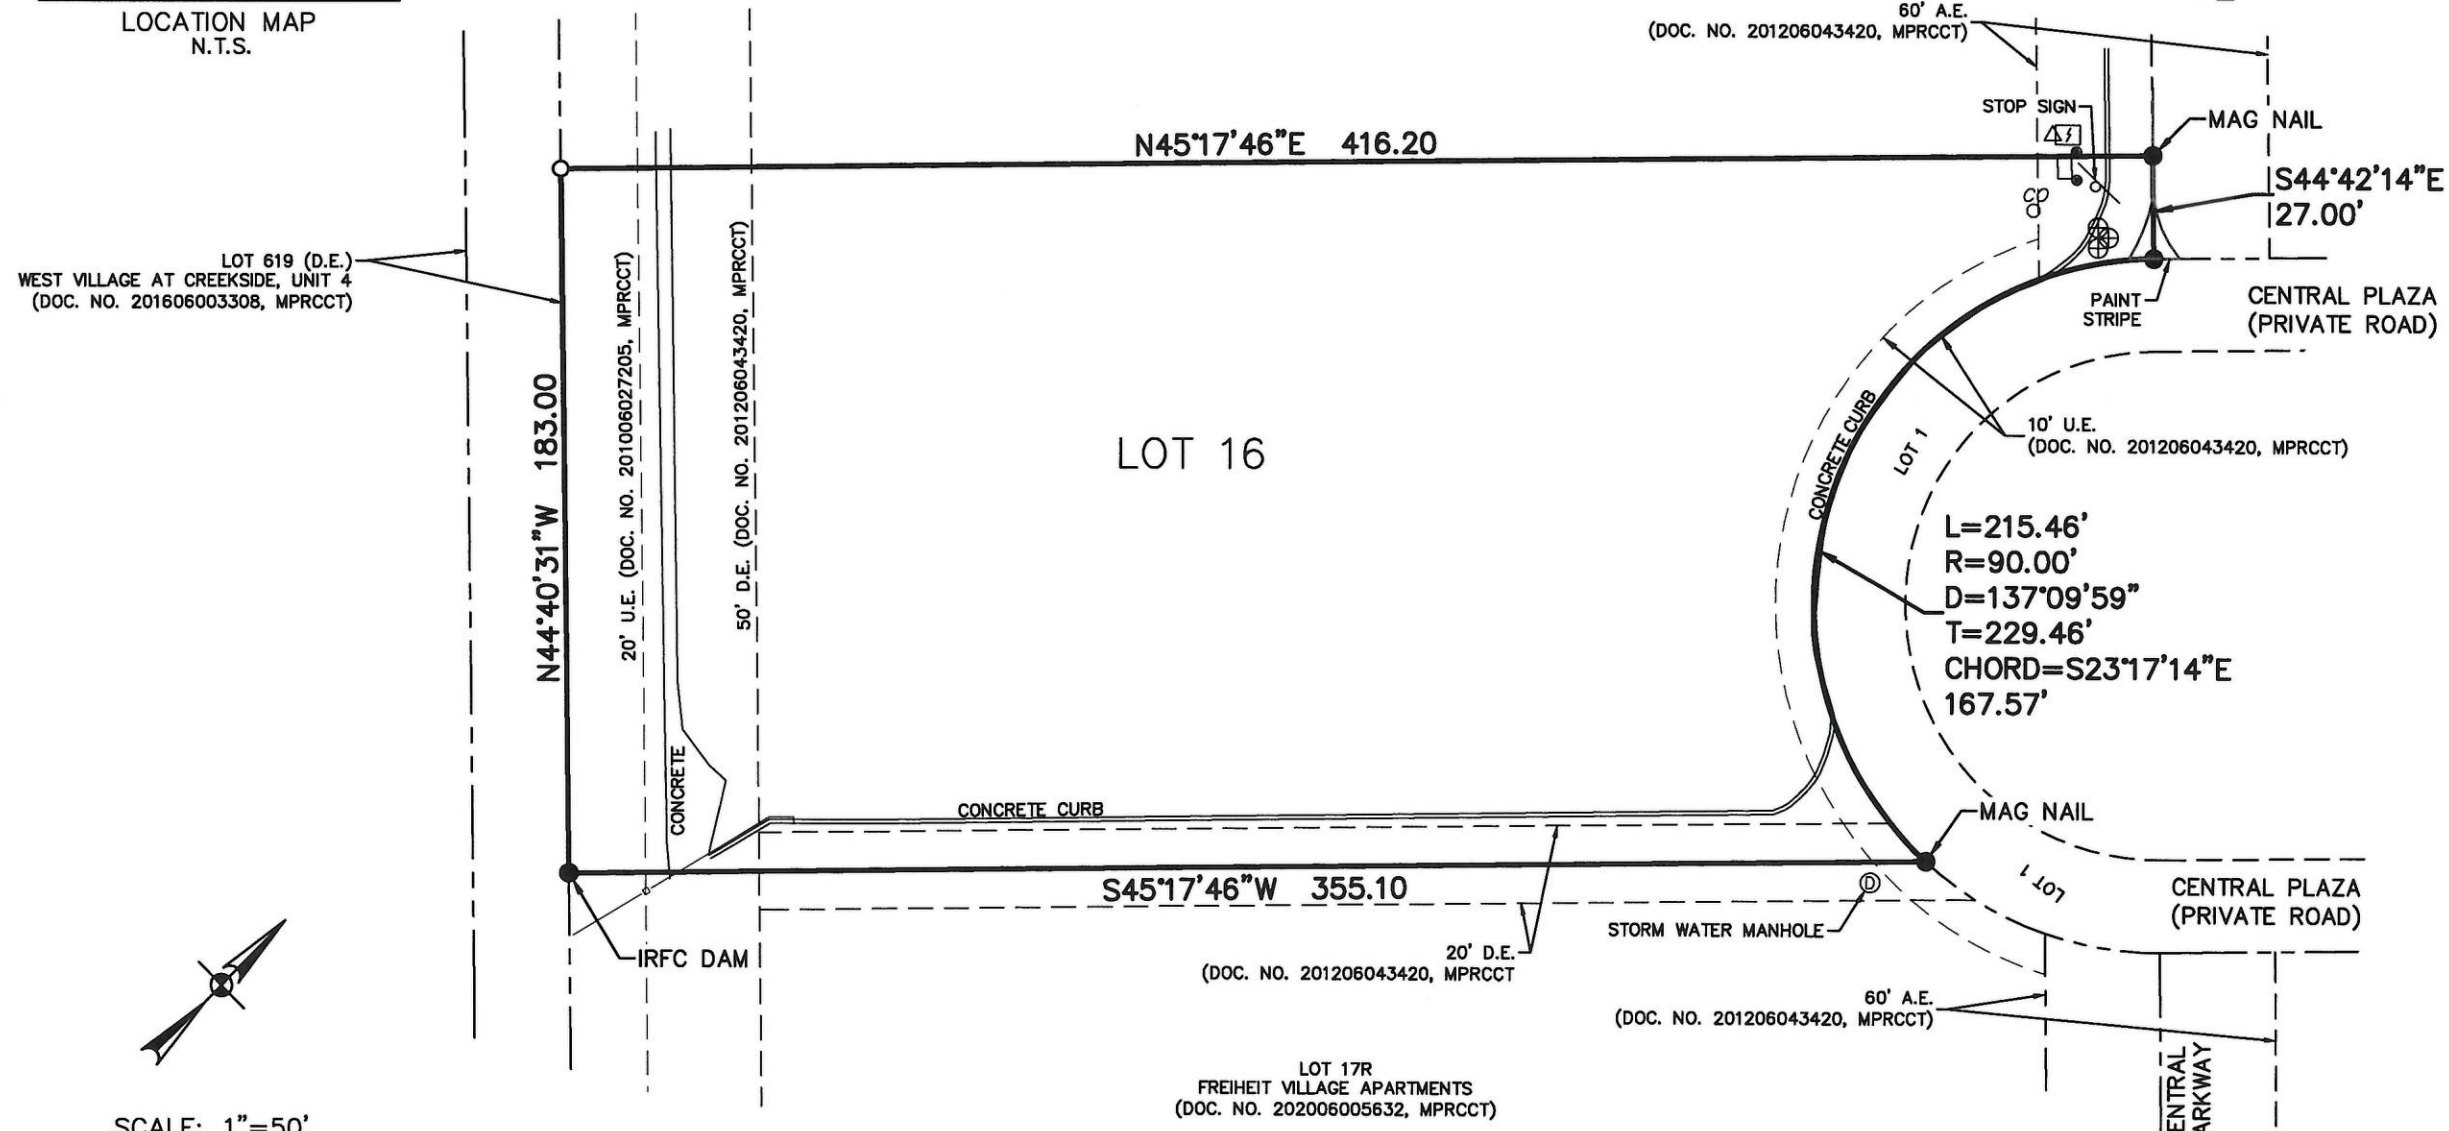 LOCATION MAP
N.T.S.
60' A.E.
(DOC. NO. 201206043420, MPRCCT)
STOP SIGN
MAG NAIL
N45°17'46"E 416.20
S44°42'14"E
27.00'
cp
LOT 619 (D.E.)
WEST VILLAGE AT CREEKSIDE, UNIT 4
(DOC. NO. 201606003308, MPRCCT)
PAINT
STRIPE
CENTRAL PLAZA
(PRIVATE ROAD)
N44°40'31"W 183.00
20' U.E. (DOC. NO. 201006027205, MPRCCT)
50' D.E. (DOC. NO. 201206043420, MPRCCT)
LOT 16
CONCRETE CURB
LOT 1
10' U.E.
(DOC. NO. 201206043420, MPRCCT)
L=215.46'
R=90.00'
D=137°09'59"
T=229.46'
CHORD=S23°17'14"E
167.57'
CONCRETE
CONCRETE CURB
MAG NAIL
S45°17'46"W 355.10
D
LOT 1
CENTRAL PLAZA
(PRIVATE ROAD)
STORM WATER MANHOLE
IRFC DAM
20' D.E.
(DOC. NO. 201206043420, MPRCCT
60' A.E.
(DOC. NO. 201206043420, MPRCCT)
LOT 17R
FREIHEIT VILLAGE APARTMENTS
(DOC. NO. 202006005632, MPRCCT)
ENTRAL
ARKWAY
SCALE: 1"=50'